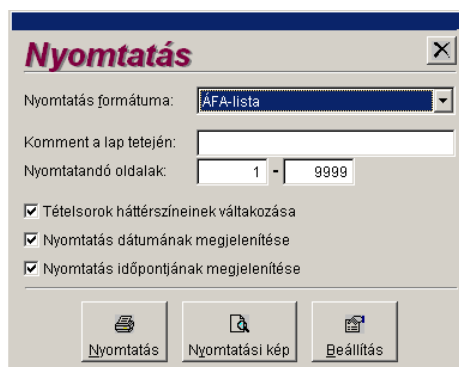 Nyomtatás
Nyomtatás formátuma: ÁFA-lista
Komment a lap tetején:
Nyomtatandó oldalak: 1 - 9999
Tételsorok háttérszíneinek váltakozása
Nyomtatás dátumának megjelenítése
Nyomtatás időpontjának megjelenítése
Nyomtatás Nyomtatási kép Beállítás